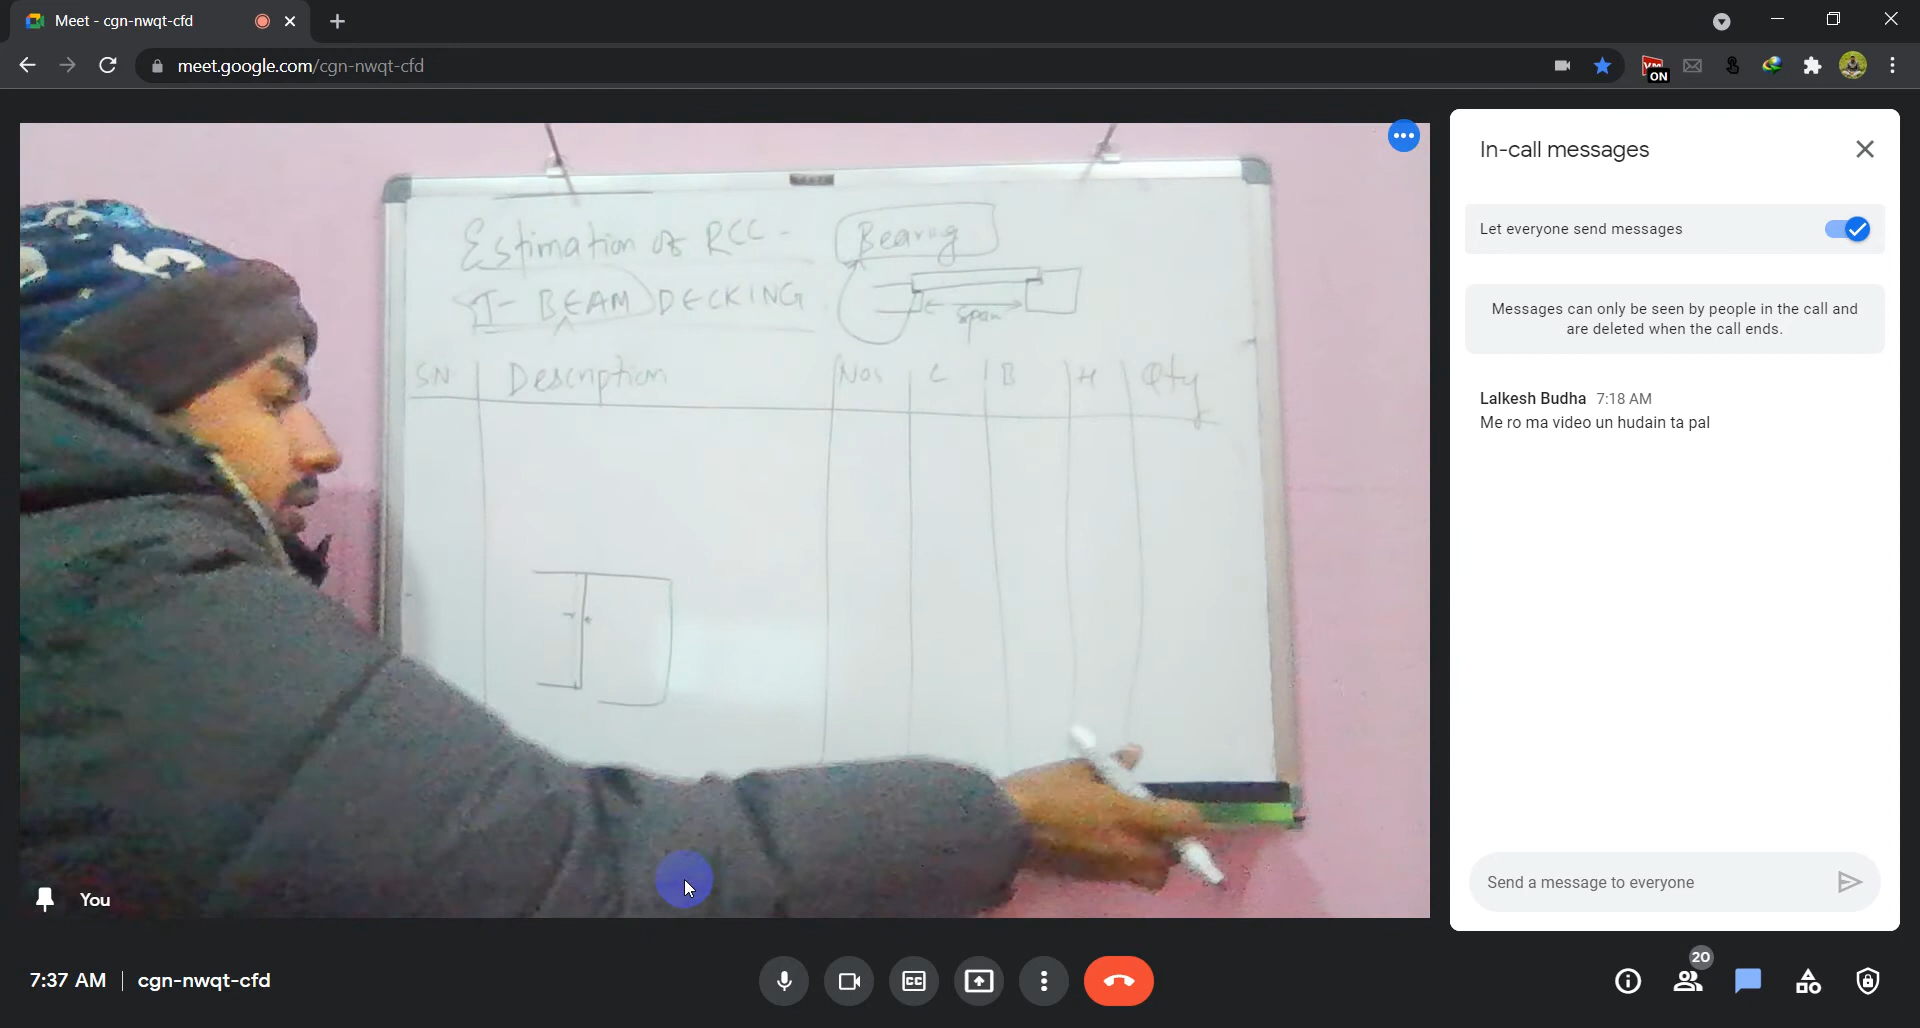 Meet - cgn-nwqt-cfd
meet.google.com/cgn-nwqt-cfd
ON
Estimation of RCC -
Bearing
T- BEAM DECKING
span
SN Description Nos L B H Qty
You
In-call messages
Let everyone send messages
Messages can only be seen by people in the call and
are deleted when the call ends.
Lalkesh Budha 7:18 AM
Me ro ma video un hudain ta pal
Send a message to everyone
7:37 AM | cgn-nwqt-cfd
CC
20